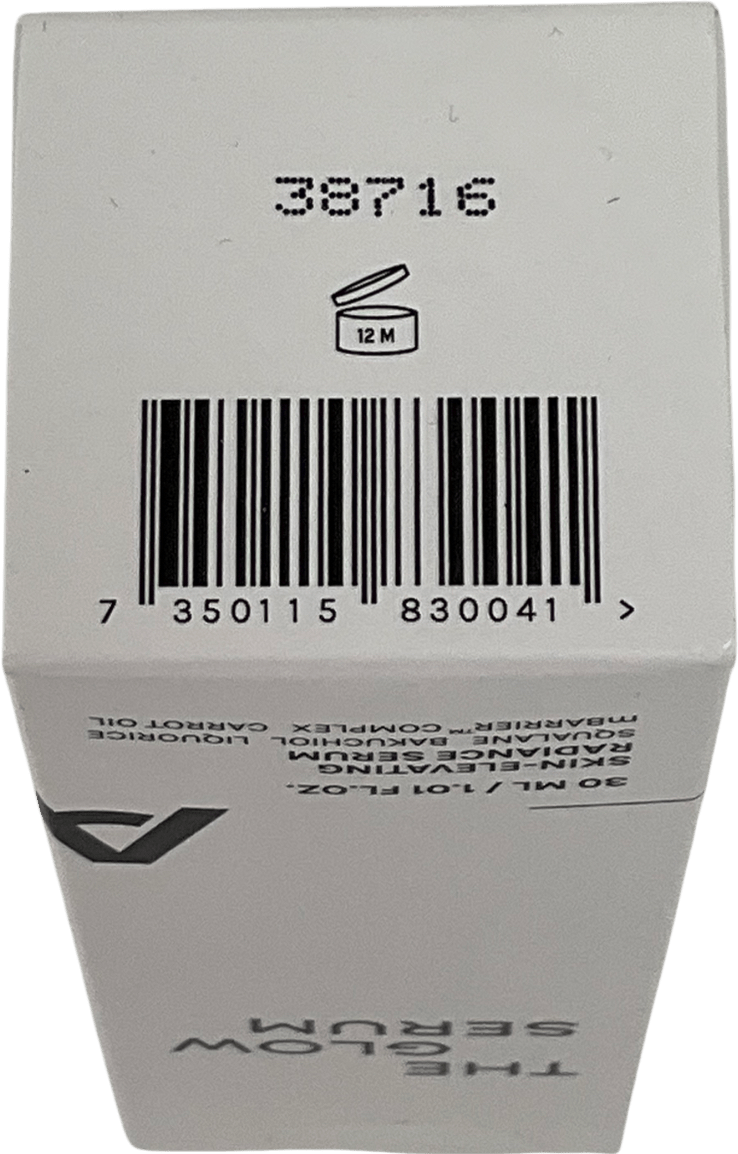 38716
12 M
7 350115 830041 >
THE
GLOW
SERUM
30 ML / 1.01 FL.OZ.
SKIN-ELEVATING
RADIANCE SERUM
SQUALANE BAKUCHIOL LIQUORICE
mBARRIER™ COMPLEX CARROT OIL